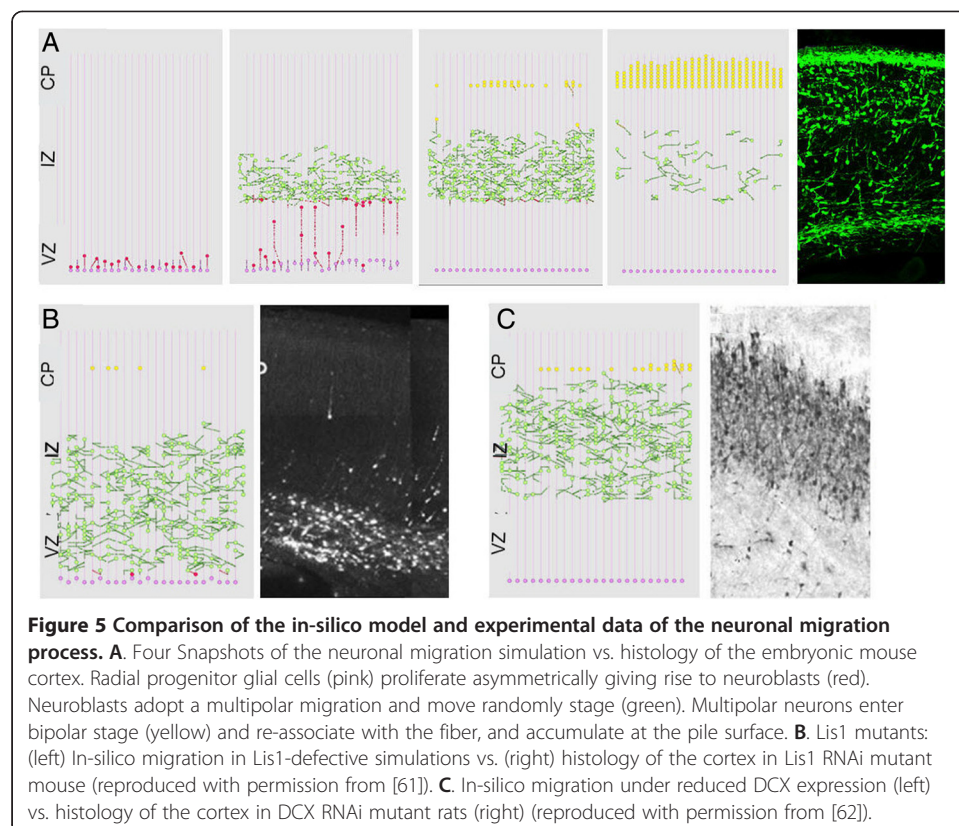 A
CP
IZ
VZ
B
CP
IZ
VZ
C
CP
IZ
VZ
Figure 5 Comparison of the in-silico model and experimental data of the neuronal migration
process. A. Four Snapshots of the neuronal migration simulation vs. histology of the embryonic mouse
cortex. Radial progenitor glial cells (pink) proliferate asymmetrically giving rise to neuroblasts (red).
Neuroblasts adopt a multipolar migration and move randomly stage (green). Multipolar neurons enter
bipolar stage (yellow) and re-associate with the fiber, and accumulate at the pile surface. B. Lis1 mutants:
(left) In-silico migration in Lis1-defective simulations vs. (right) histology of the cortex in Lis1 RNAi mutant
mouse (reproduced with permission from [61]). C. In-silico migration under reduced DCX expression (left)
vs. histology of the cortex in DCX RNAi mutant rats (right) (reproduced with permission from [62]).